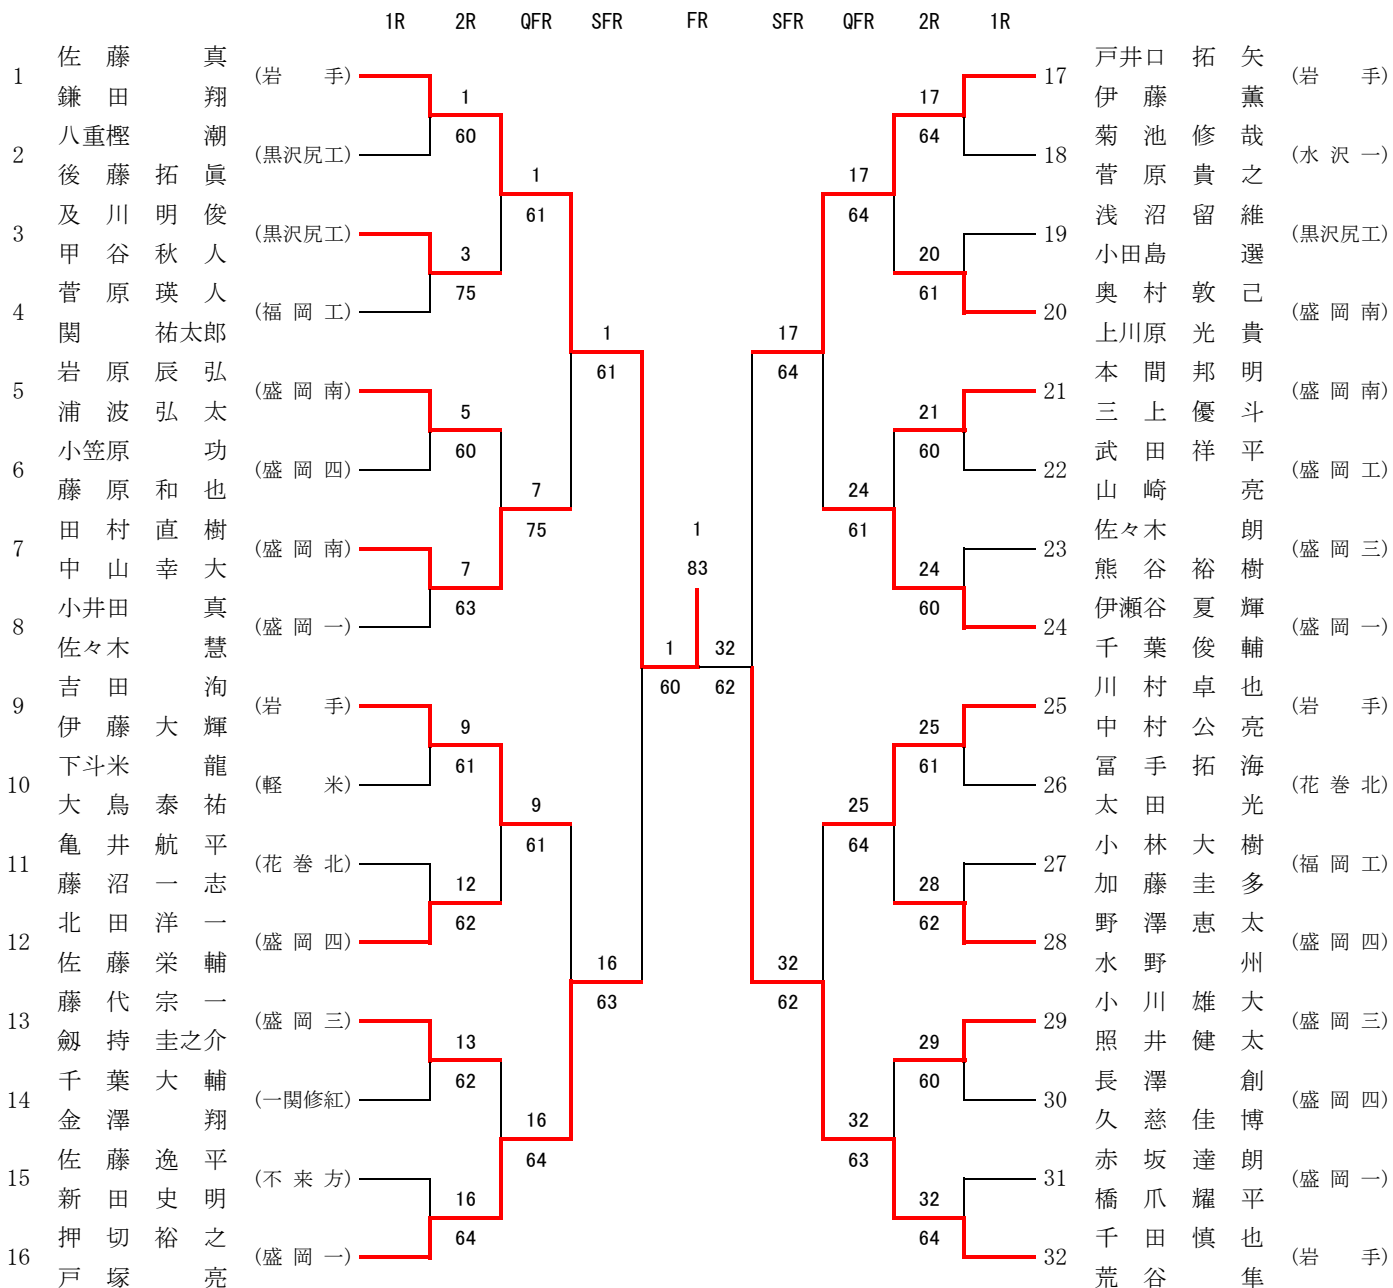 1R 2R QFR SFR FR SFR QFR 2R 1R
佐藤 真 戸井口拓矢
1 (岩手) 17 (岩手)
鎌田 翔 1 17 伊藤 薫
八重樫 潮 60 64 菊池修哉
2 (黒沢尻工) 18 (水沢一)
後藤拓眞 1 17 菅原貴之
及川明俊 61 64 浅沼留維
3 (黒沢尻工) 19 (黒沢尻工)
甲谷秋人 3 20 小田島 選
菅原瑛人 75 61 奥村敦己
4 (福岡工) 20 (盛岡南)
関 祐太郎 1 17 上川原光貴
岩原辰弘 61 64 本間邦明
5 (盛岡南) 21 (盛岡南)
浦波弘太 5 21 三上優斗
小笠原 功 60 60 武田祥平
6 (盛岡四) 22 (盛岡工)
藤原和也 7 24 山崎 亮
田村直樹 75 1 61 佐々木 朗
7 (盛岡南) 23 (盛岡三)
中山幸大 7 83 24 熊谷裕樹
小井田 真 63 60 伊瀬谷夏輝
8 (盛岡一) 24 (盛岡一)
佐々木 慧 1 32 千葉俊輔
吉田 洵 60 62 川村卓也
9 (岩手) 25 (岩手)
伊藤大輝 9 25 中村公亮
下斗米 龍 61 61 冨手拓海
10 (軽米) 26 (花巻北)
大鳥泰祐 9 25 太田 光
亀井航平 61 64 小林大樹
11 (花巻北) 27 (福岡工)
藤沼一志 12 28 加藤圭多
北田洋一 62 62 野澤恵太
12 (盛岡四) 28 (盛岡四)
佐藤栄輔 16 32 水野 州
藤代宗一 63 62 小川雄大
13 (盛岡三) 29 (盛岡三)
剱持圭之介 13 29 照井健太
千葉大輔 62 60 長澤 創
14 (一関修紅) 30 (盛岡四)
金澤 翔 16 32 久慈佳博
佐藤逸平 64 63 赤坂達朗
15 (不来方) 31 (盛岡一)
新田史明 16 32 橋爪耀平
押切裕之 64 64 千田慎也
16 (盛岡一) 32 (岩手)
戸塚 亮 荒谷 隼